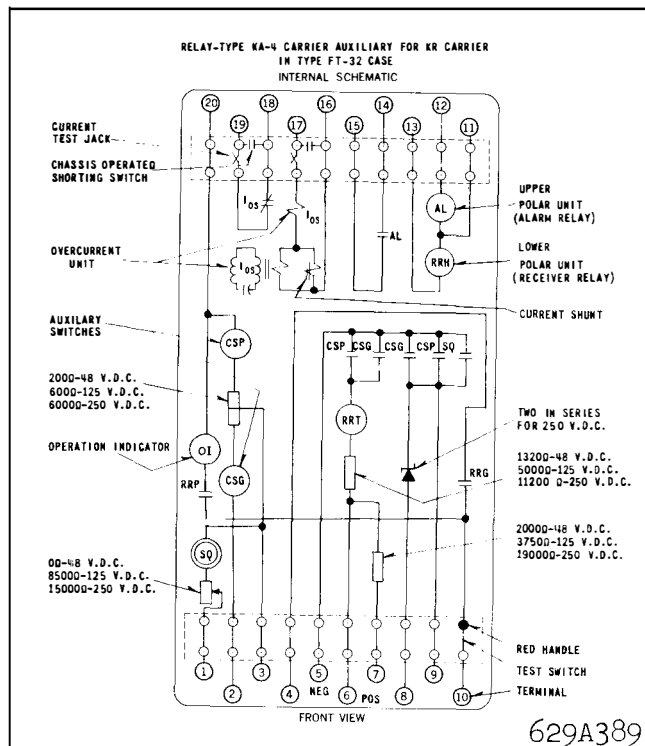 RELAY-TYPE KA-4 CARRIER AUXILIARY FOR KR CARRIER
IN TYPE FT-32 CASE
INTERNAL SCHEMATIC
20
19
18
17
16
15
14
13
12
11
CURRENT
TEST JACK
CHASSIS OPERATED
SHORTING SWITCH
IOS
IOS
AL
AL
UPPER
POLAR UNIT
(ALARM RELAY)
OVERCURRENT
UNIT
IOS
RRH
LOWER
POLAR UNIT
(RECEIVER RELAY)
CURRENT SHUNT
AUXILARY
SWITCHES
CSP
CSP
CSG
CSG
CSP
SQ
200Ω-48 V.D.C.
600Ω-125 V.D.C.
6000Ω-250 V.D.C.
RRT
TWO IN SERIES
FOR 250 V.D.C.
OPERATION INDICATOR
OI
CSG
RRP
RRG
1320Ω-48 V.D.C.
5000Ω-125 V.D.C.
11200 Ω-250 V.D.C.
SQ
2000Ω-48 V.D.C.
3750Ω-125 V.D.C.
19000Ω-250 V.D.C.
0Ω-48 V.D.C.
8500Ω-125 V.D.C.
15000Ω-250 V.D.C.
RED HANDLE
TEST SWITCH
TERMINAL
1
2
3
4
5
NEG
6
POS
7
8
9
10
FRONT VIEW
629A389